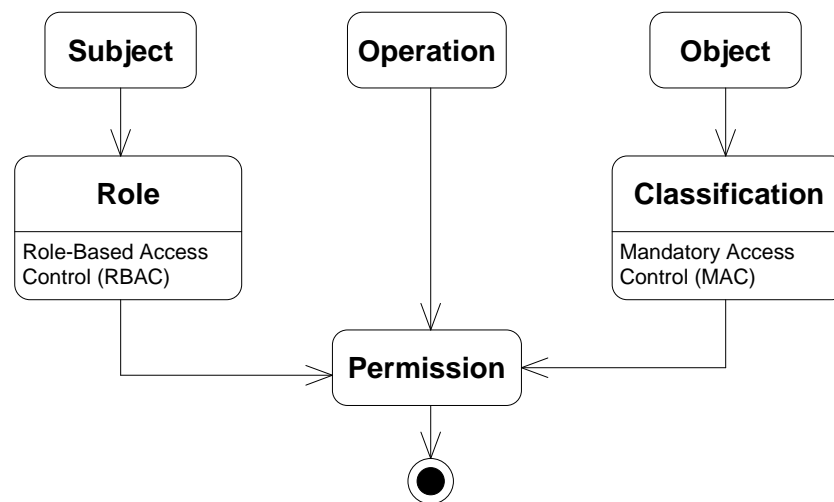 Subject
Operation
Object
Role
Role-Based Access
Control (RBAC)
Classification
Mandatory Access
Control (MAC)
Permission